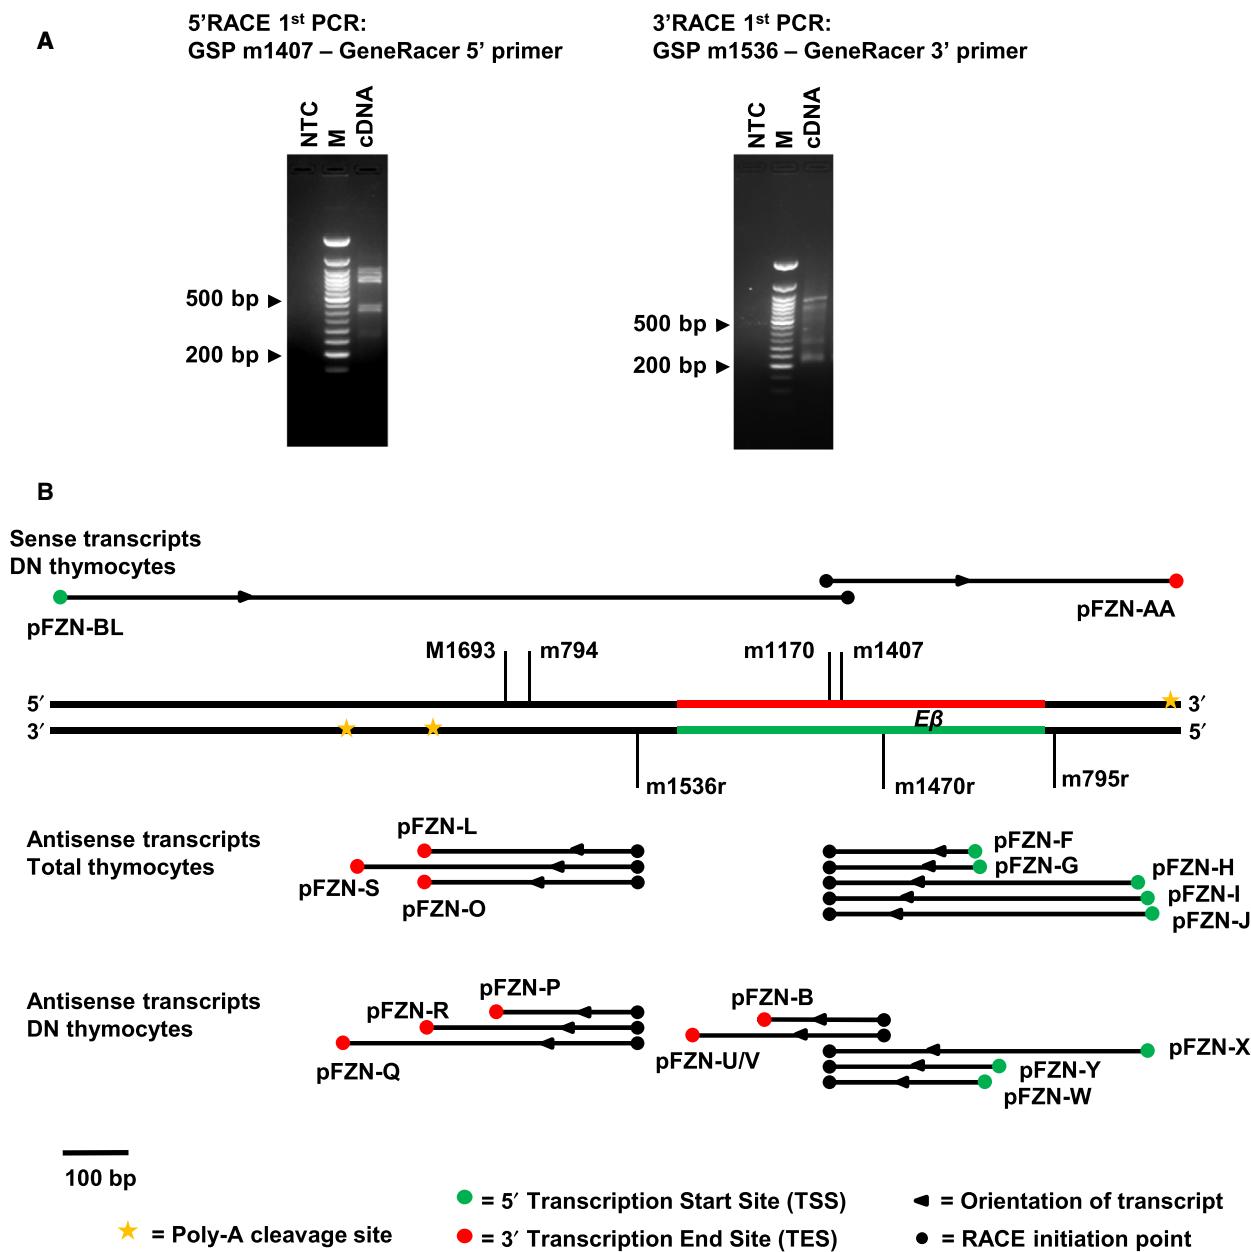 A
5'RACE 1st PCR:
GSP m1407 – GeneRacer 5' primer
3'RACE 1st PCR:
GSP m1536 – GeneRacer 3' primer
NTC
M
cDNA
NTC
M
cDNA
500 bp
200 bp
500 bp
200 bp
B
Sense transcripts
DN thymocytes
pFZN-BL
pFZN-AA
M1693
m794
m1170
m1407
5′
3′
Eβ
3′
5′
m1536r
m1470r
m795r
Antisense transcripts
Total thymocytes
pFZN-L
pFZN-S
pFZN-O
pFZN-F
pFZN-G
pFZN-H
pFZN-I
pFZN-J
Antisense transcripts
DN thymocytes
pFZN-P
pFZN-R
pFZN-Q
pFZN-B
pFZN-U/V
pFZN-X
pFZN-Y
pFZN-W
100 bp
= 5′ Transcription Start Site (TSS)
= Orientation of transcript
= Poly-A cleavage site
= 3′ Transcription End Site (TES)
= RACE initiation point